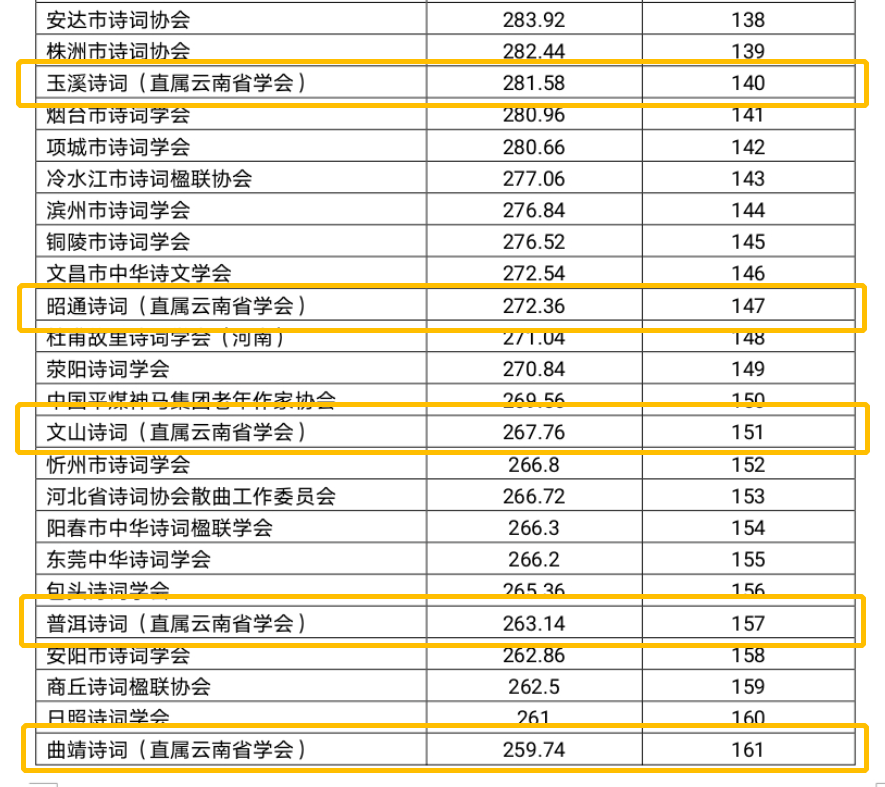 安达市诗词协会 283.92 138
株洲市诗词协会 282.44 139
玉溪诗词（直属云南省学会） 281.58 140
烟台市诗词学会 280.96 141
项城市诗词学会 280.66 142
冷水江市诗词楹联协会 277.06 143
滨州市诗词学会 276.84 144
铜陵市诗词学会 276.52 145
文昌市中华诗文学会 272.54 146
昭通诗词（直属云南省学会） 272.36 147
杜甫故里诗词学会（河南） 271.04 148
荥阳诗词学会 270.84 149
中国平煤神马集团老年作家协会 269.56 150
文山诗词（直属云南省学会） 267.76 151
忻州市诗词学会 266.8 152
河北省诗词协会散曲工作委员会 266.72 153
阳春市中华诗词楹联学会 266.3 154
东莞中华诗词学会 266.2 155
包头诗词学会 265.36 156
普洱诗词（直属云南省学会） 263.14 157
安阳市诗词学会 262.86 158
商丘诗词楹联协会 262.5 159
日照诗词学会 261 160
曲靖诗词（直属云南省学会） 259.74 161